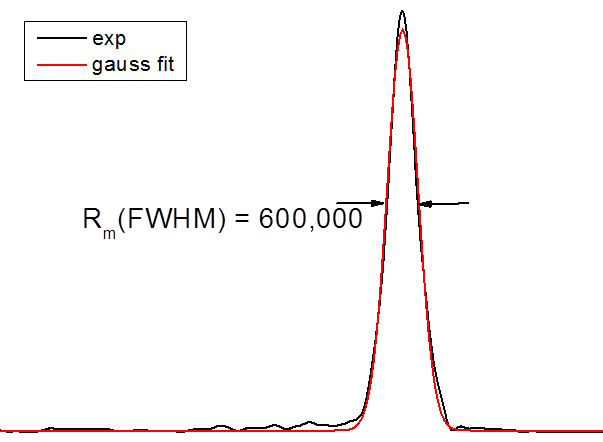 exp
gauss fit
Rm(FWHM) = 600,000